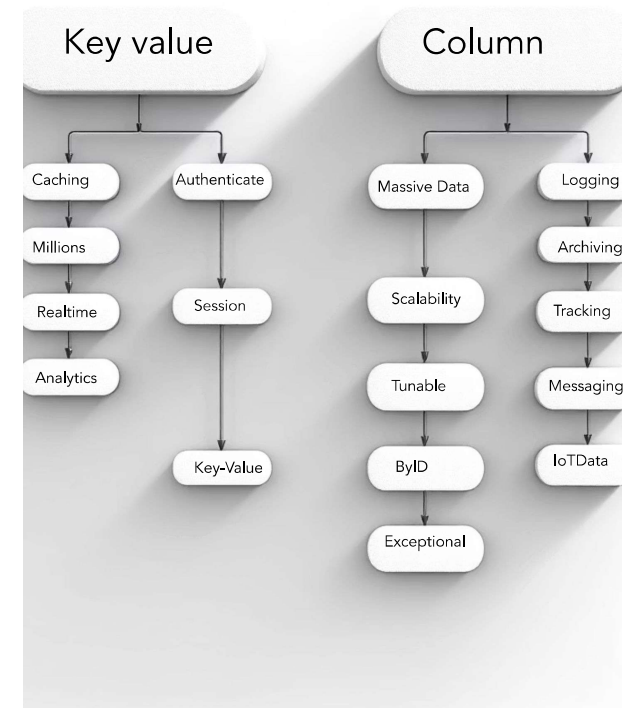 Key value
Column
Caching
Authenticate
Massive Data
Logging
Millions
Archiving
Realtime
Session
Scalability
Tracking
Analytics
Tunable
Messaging
Key-Value
ByID
IoTData
Exceptional